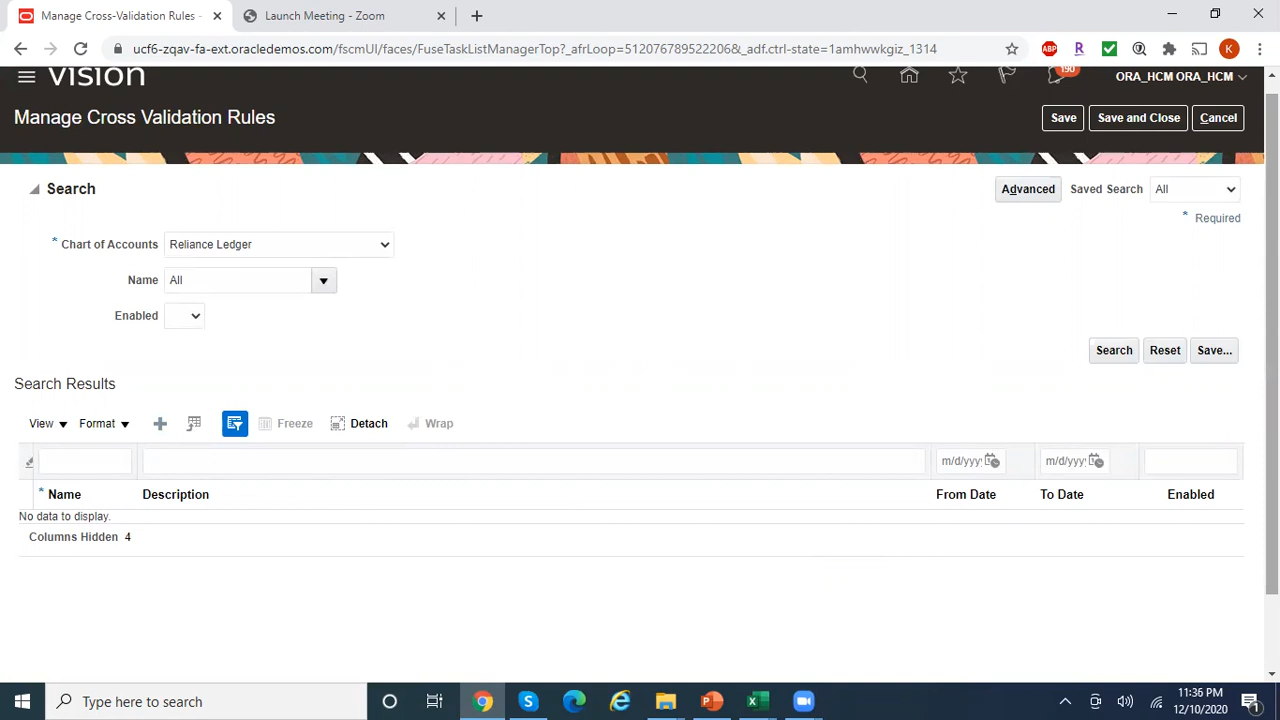 Manage Cross-Validation Rules -
Launch Meeting - Zoom
ucf6-zqav-fa-ext.oracledemos.com/fscmUI/faces/FuseTaskListManagerTop?_afrLoop=512076789522206&_adf.ctrl-state=1amhwwkgiz_1314
ABP
R
K
vision
190
ORA_HCM ORA_HCM
Manage Cross Validation Rules
Save
Save and Close
Cancel
Search
Advanced
Saved Search
All
* Required
* Chart of Accounts
Reliance Ledger
Name
All
Enabled
Search
Reset
Save...
Search Results
View
Format
Freeze
Detach
Wrap
m/d/yyy
m/d/yyy
* Name
Description
From Date
To Date
Enabled
No data to display.
Columns Hidden 4
Type here to search
11:36 PM
12/10/2020
1